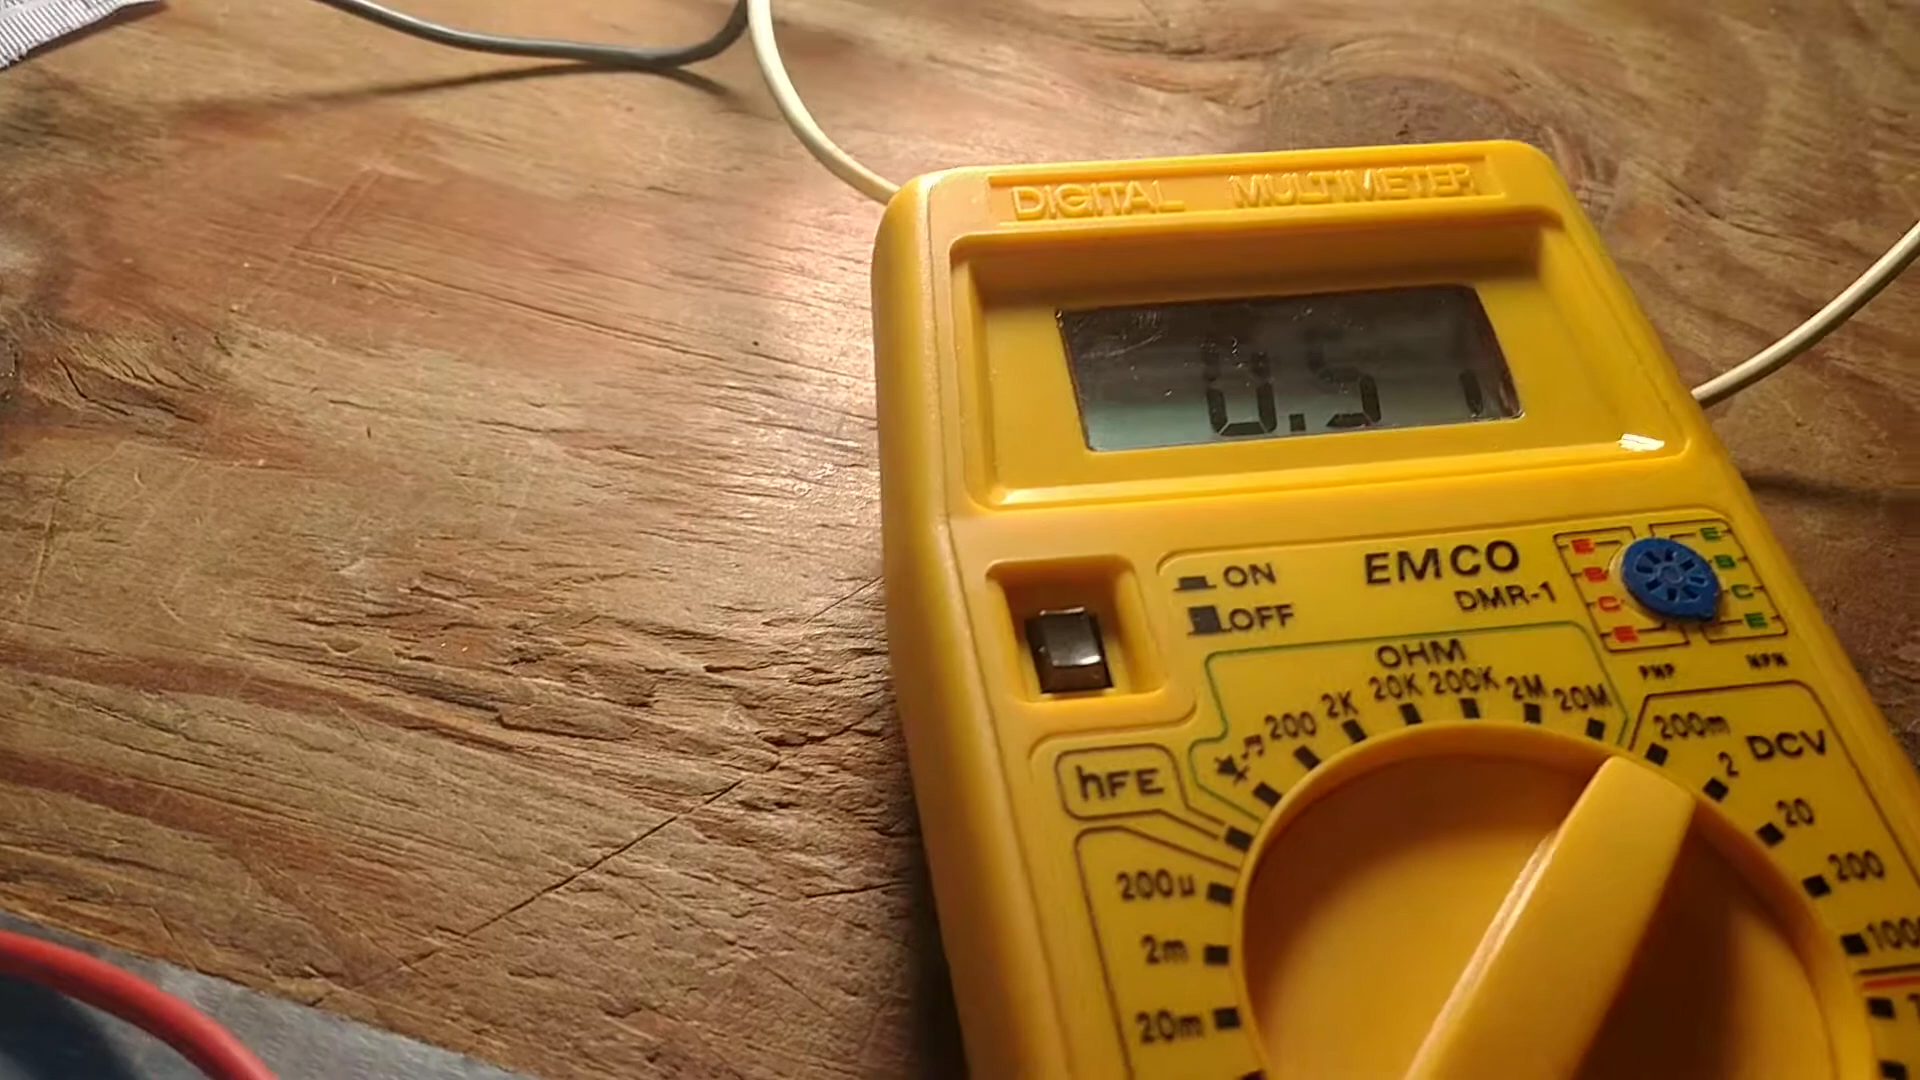 DIGITAL MULTIMETER
0.51
ON
OFF
EMCO
DMR-1
E
B
C
E
E
B
C
E
PNP
NPN
OHM
200
2K
20K
200K
2M
20M
hFE
200m
DCV
2
20
200
200u
2m
20m